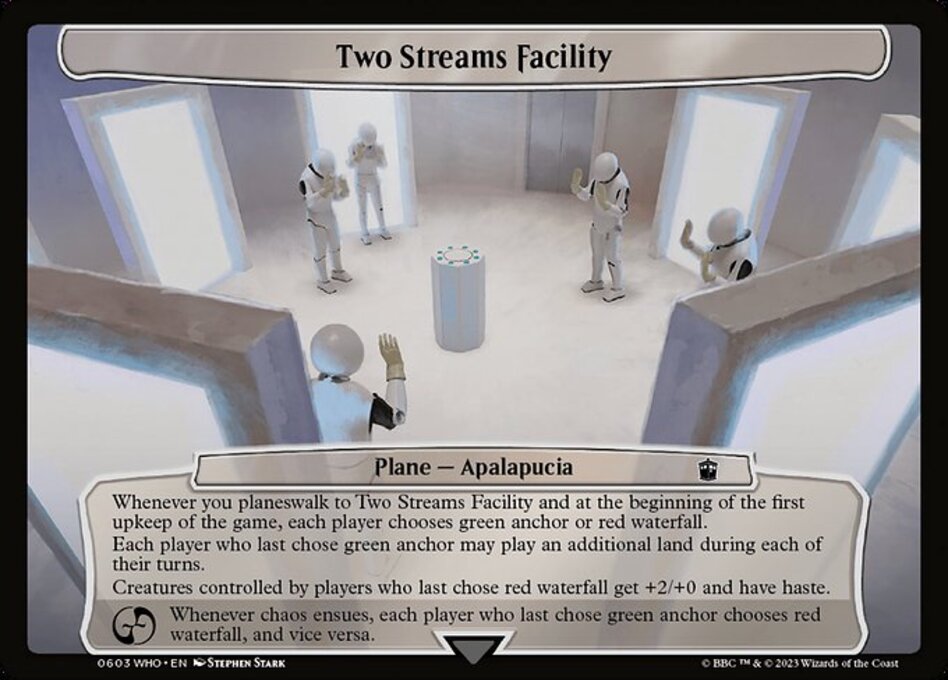 Two Streams Facility
Plane — Apalapucia
Whenever you planeswalk to Two Streams Facility and at the beginning of the first
upkeep of the game, each player chooses green anchor or red waterfall.
Each player who last chose green anchor may play an additional land during each of
their turns.
Creatures controlled by players who last chose red waterfall get +2/+0 and have haste.
Whenever chaos ensues, each player who last chose green anchor chooses red
waterfall, and vice versa.
0603 WHO • EN Stephen Stark
© BBC ™ & © 2023 Wizards of the Coast